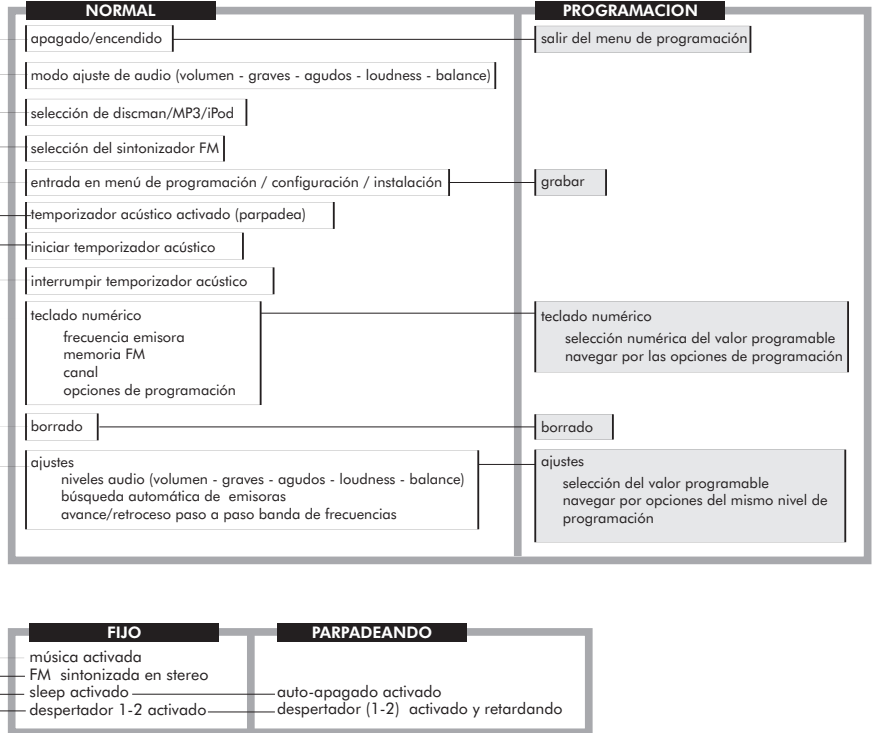 NORMAL
PROGRAMACION
apagado/encendido
salir del menu de programación
modo ajuste de audio (volumen - graves - agudos - loudness - balance)
selección de discman/MP3/iPod
selección del sintonizador FM
entrada en menú de programación / configuración / instalación
grabar
temporizador acústico activado (parpadea)
iniciar temporizador acústico
interrumpir temporizador acústico
teclado numérico
frecuencia emisora
memoria FM
canal
opciones de programación
teclado numérico
selección numérica del valor programable
navegar por las opciones de programación
borrado
borrado
ajustes
niveles audio (volumen - graves - agudos - loudness - balance)
búsqueda automática de emisoras
avance/retroceso paso a paso banda de frecuencias
ajustes
selección del valor programable
navegar por opciones del mismo nivel de
programación
FIJO
PARPADEANDO
música activada
FM sintonizada en stereo
sleep activado
auto-apagado activado
despertador 1-2 activado
despertador (1-2) activado y retardando